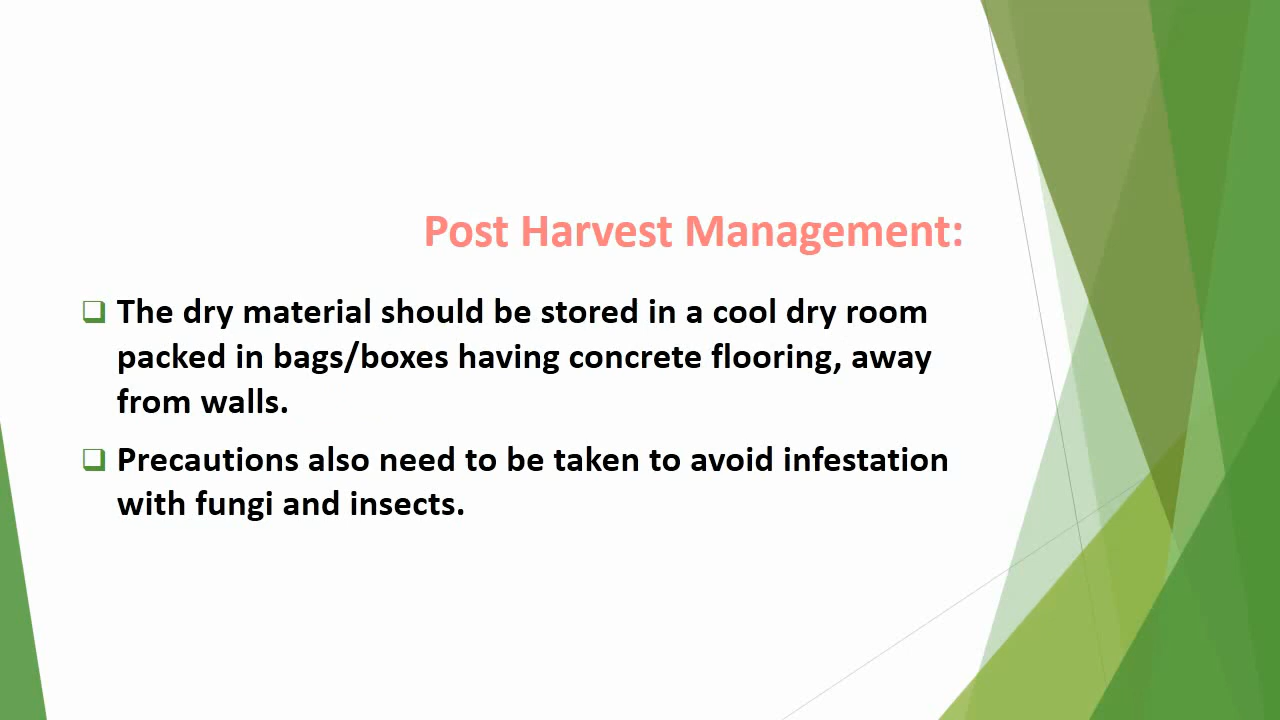 Post Harvest Management:
The dry material should be stored in a cool dry room
packed in bags/boxes having concrete flooring, away
from walls.
Precautions also need to be taken to avoid infestation
with fungi and insects.